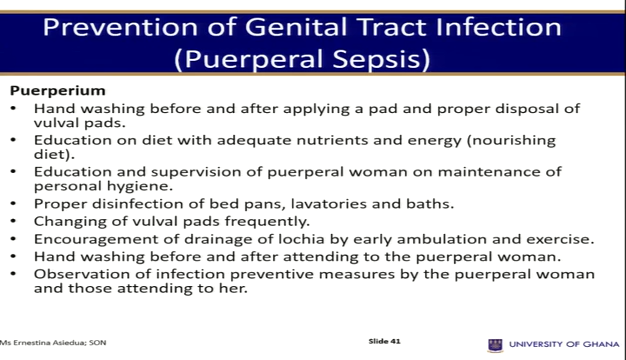 Prevention of Genital Tract Infection
(Puerperal Sepsis)
Puerperium
• Hand washing before and after applying a pad and proper disposal of
vulval pads.
• Education on diet with adequate nutrients and energy (nourishing
diet).
• Education and supervision of puerperal woman on maintenance of
personal hygiene.
• Proper disinfection of bed pans, lavatories and baths.
• Changing of vulval pads frequently.
• Encouragement of drainage of lochia by early ambulation and exercise.
• Hand washing before and after attending to the puerperal woman.
• Observation of infection preventive measures by the puerperal woman
and those attending to her.
Ms Ernestina Asiedua; SON
Slide 41
UNIVERSITY OF GHANA